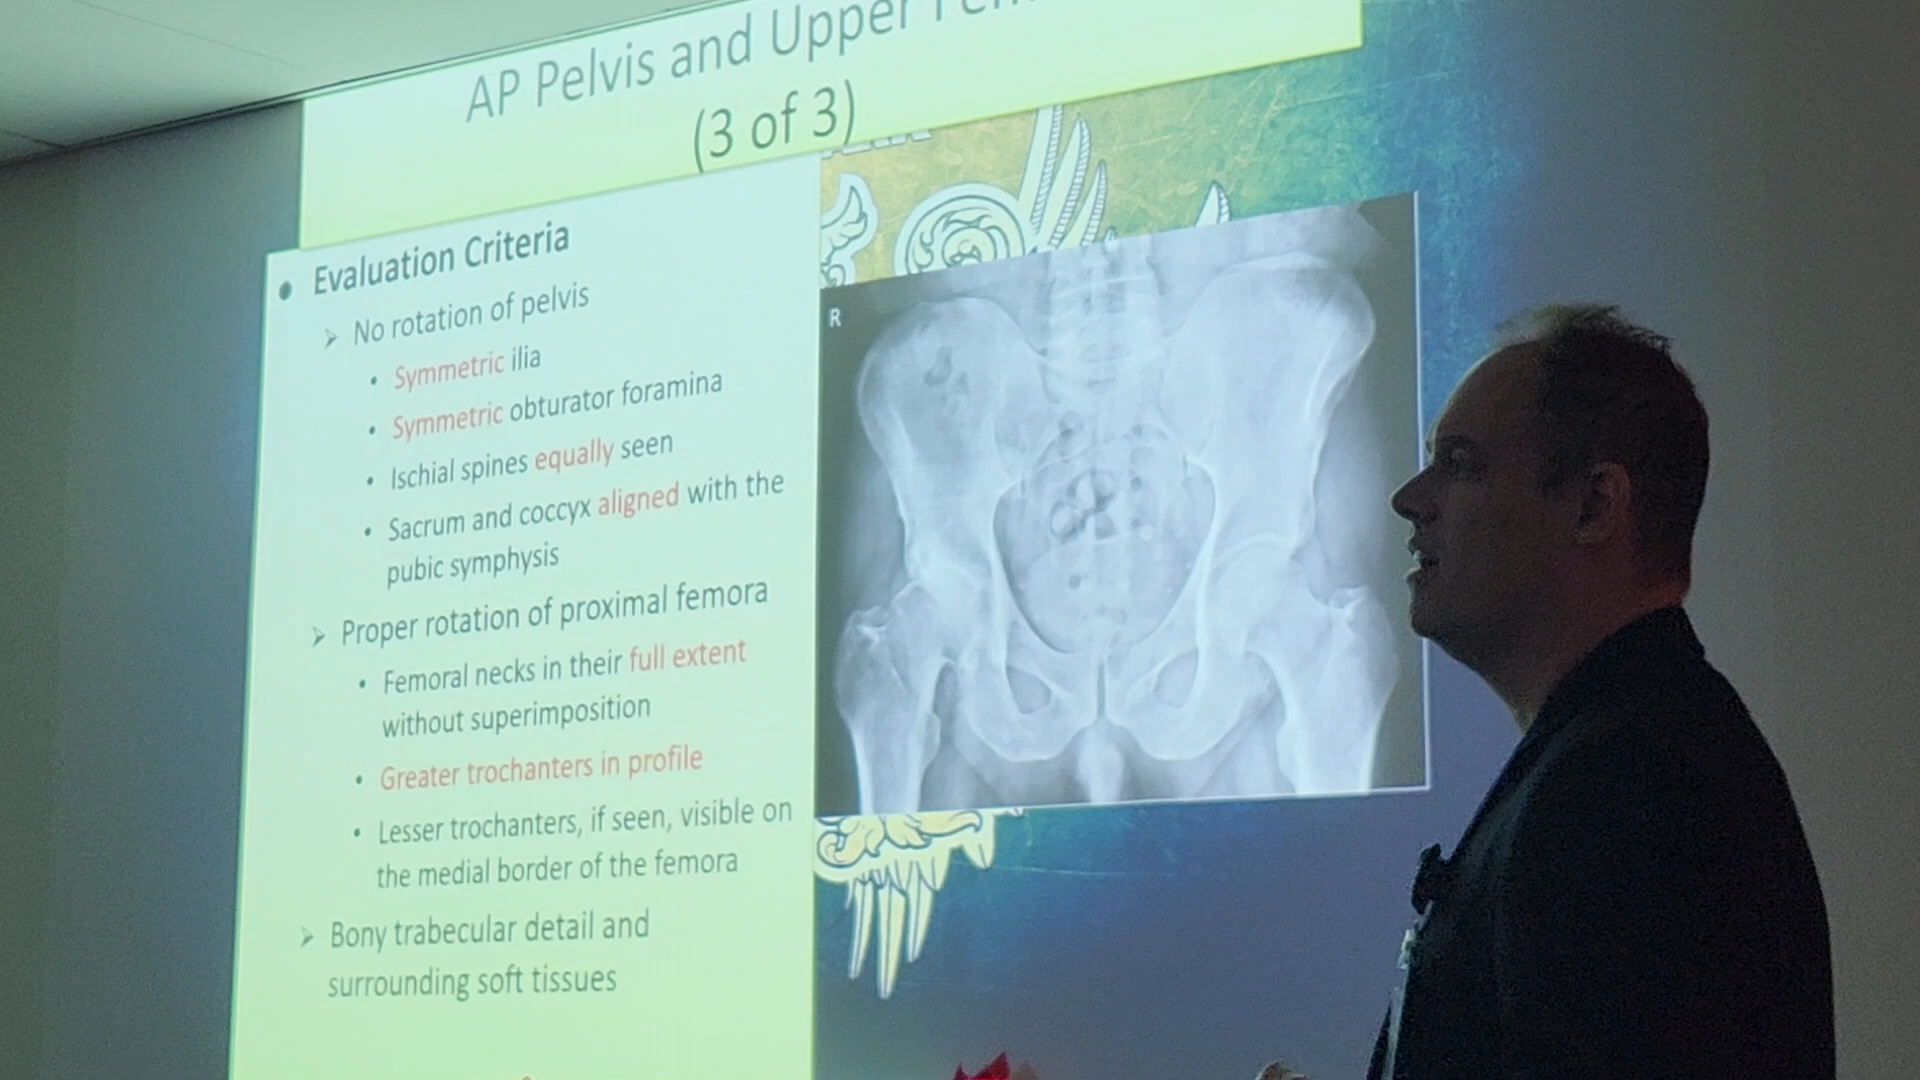 AP Pelvis and Upper
(3 of 3)
• Evaluation Criteria
➢ No rotation of pelvis
• Symmetric ilia
• Symmetric obturator foramina
• Ischial spines equally seen
• Sacrum and coccyx aligned with the
pubic symphysis
➢ Proper rotation of proximal femora
• Femoral necks in their full extent
without superimposition
• Greater trochanters in profile
• Lesser trochanters, if seen, visible on
the medial border of the femora
➢ Bony trabecular detail and
surrounding soft tissues
R